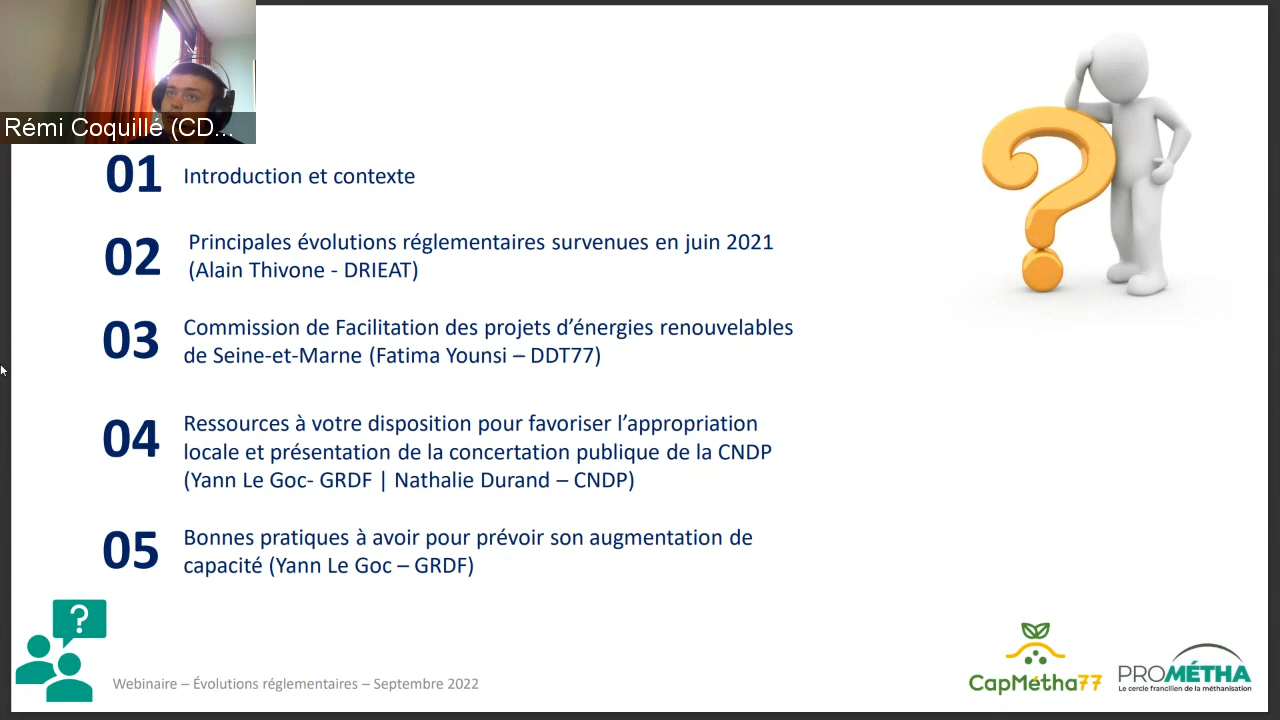 Rémi Coquillé (CD...
01
Introduction et contexte
02
Principales évolutions réglementaires survenues en juin 2021
(Alain Thivone - DRIEAT)
03
Commission de Facilitation des projets d’énergies renouvelables
de Seine-et-Marne (Fatima Younsi – DDT77)
04
Ressources à votre disposition pour favoriser l’appropriation
locale et présentation de la concertation publique de la CNDP
(Yann Le Goc- GRDF | Nathalie Durand – CNDP)
05
Bonnes pratiques à avoir pour prévoir son augmentation de
capacité (Yann Le Goc – GRDF)
?
Webinaire – Évolutions réglementaires – Septembre 2022
CapMétha77
PROMÉTHA
Le cercle francilien de la méthanisation